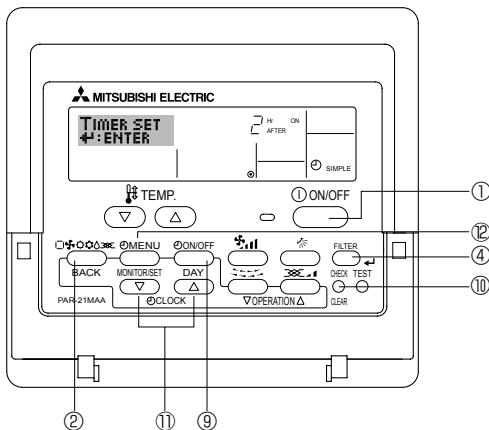 MITSUBISHI ELECTRIC
TIMER SET
↵:ENTER
2 Hr ON
AFTER
SIMPLE
TEMP.
ON/OFF
①
⑫
MENU
ON/OFF
FILTER
④
BACK
MONITOR/SET
DAY
CHECK TEST
⑩
PAR-21MAA
CLOCK
OPERATION
CLEAR
②
⑪
⑨